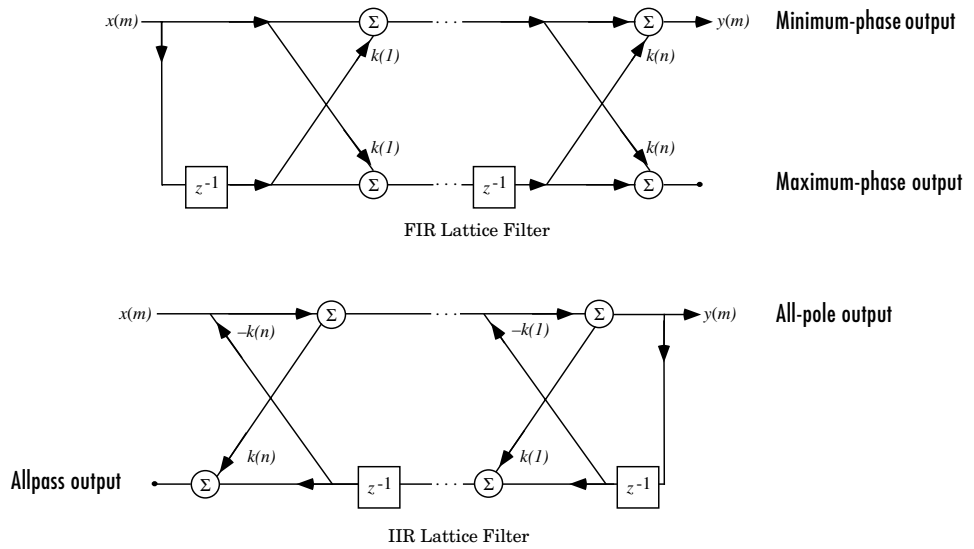 x(m) Σ · · · Σ y(m) Minimum-phase output
k(1) k(n)
k(1) k(n)
z⁻¹ Σ · · · z⁻¹ Σ Maximum-phase output
FIR Lattice Filter
x(m) Σ · · · Σ y(m) All-pole output
–k(n) –k(1)
k(n) k(1)
Allpass output Σ z⁻¹ · · · Σ z⁻¹
IIR Lattice Filter